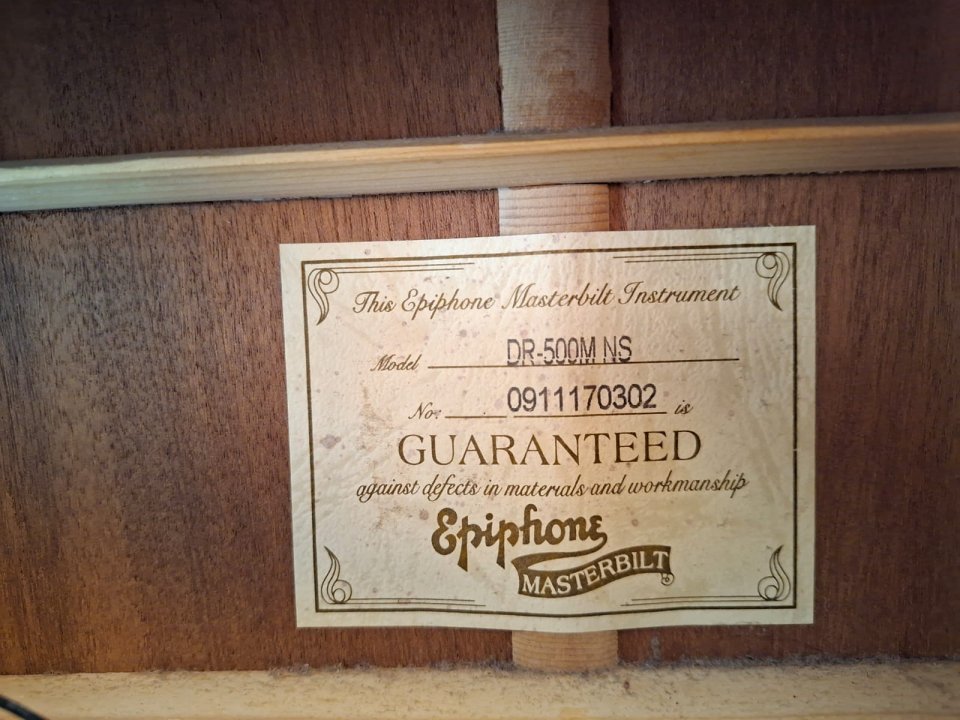 This Epiphone Masterbilt Instrument
Model DR-500M NS
No: 0911170302 is
GUARANTEED
against defects in materials and workmanship
Epiphone
MASTERBILT